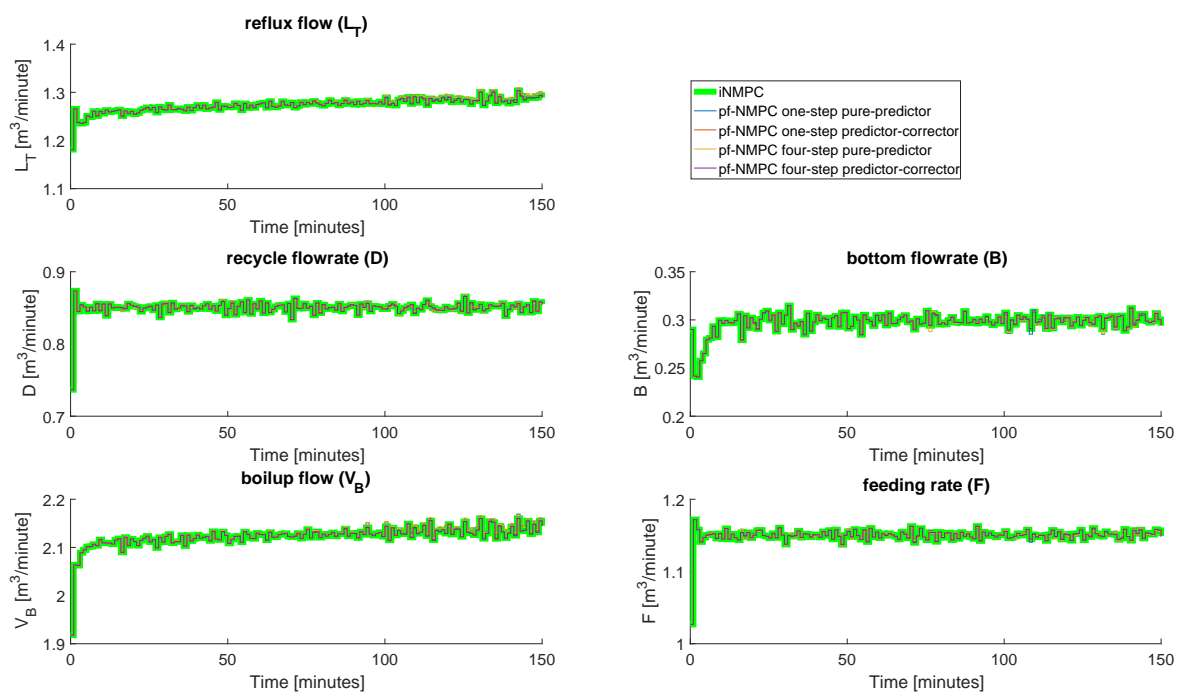 reflux flow (L_T)
1.4
1.3
1.2
1.1
L_T [m^3/minute]
0
50
100
150
Time [minutes]
iNMPC
pf-NMPC one-step pure-predictor
pf-NMPC one-step predictor-corrector
pf-NMPC four-step pure-predictor
pf-NMPC four-step predictor-corrector
recycle flowrate (D)
0.9
0.8
0.7
D [m^3/minute]
0
50
100
150
Time [minutes]
bottom flowrate (B)
0.35
0.3
0.25
0.2
B [m^3/minute]
0
50
100
150
Time [minutes]
boilup flow (V_B)
2.2
2.1
2
1.9
V_B [m^3/minute]
0
50
100
150
Time [minutes]
feeding rate (F)
1.2
1.1
1
F [m^3/minute]
0
50
100
150
Time [minutes]